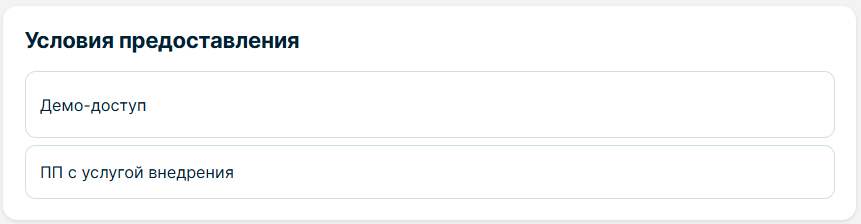 Условия предоставления
Демо-доступ
ПП с услугой внедрения